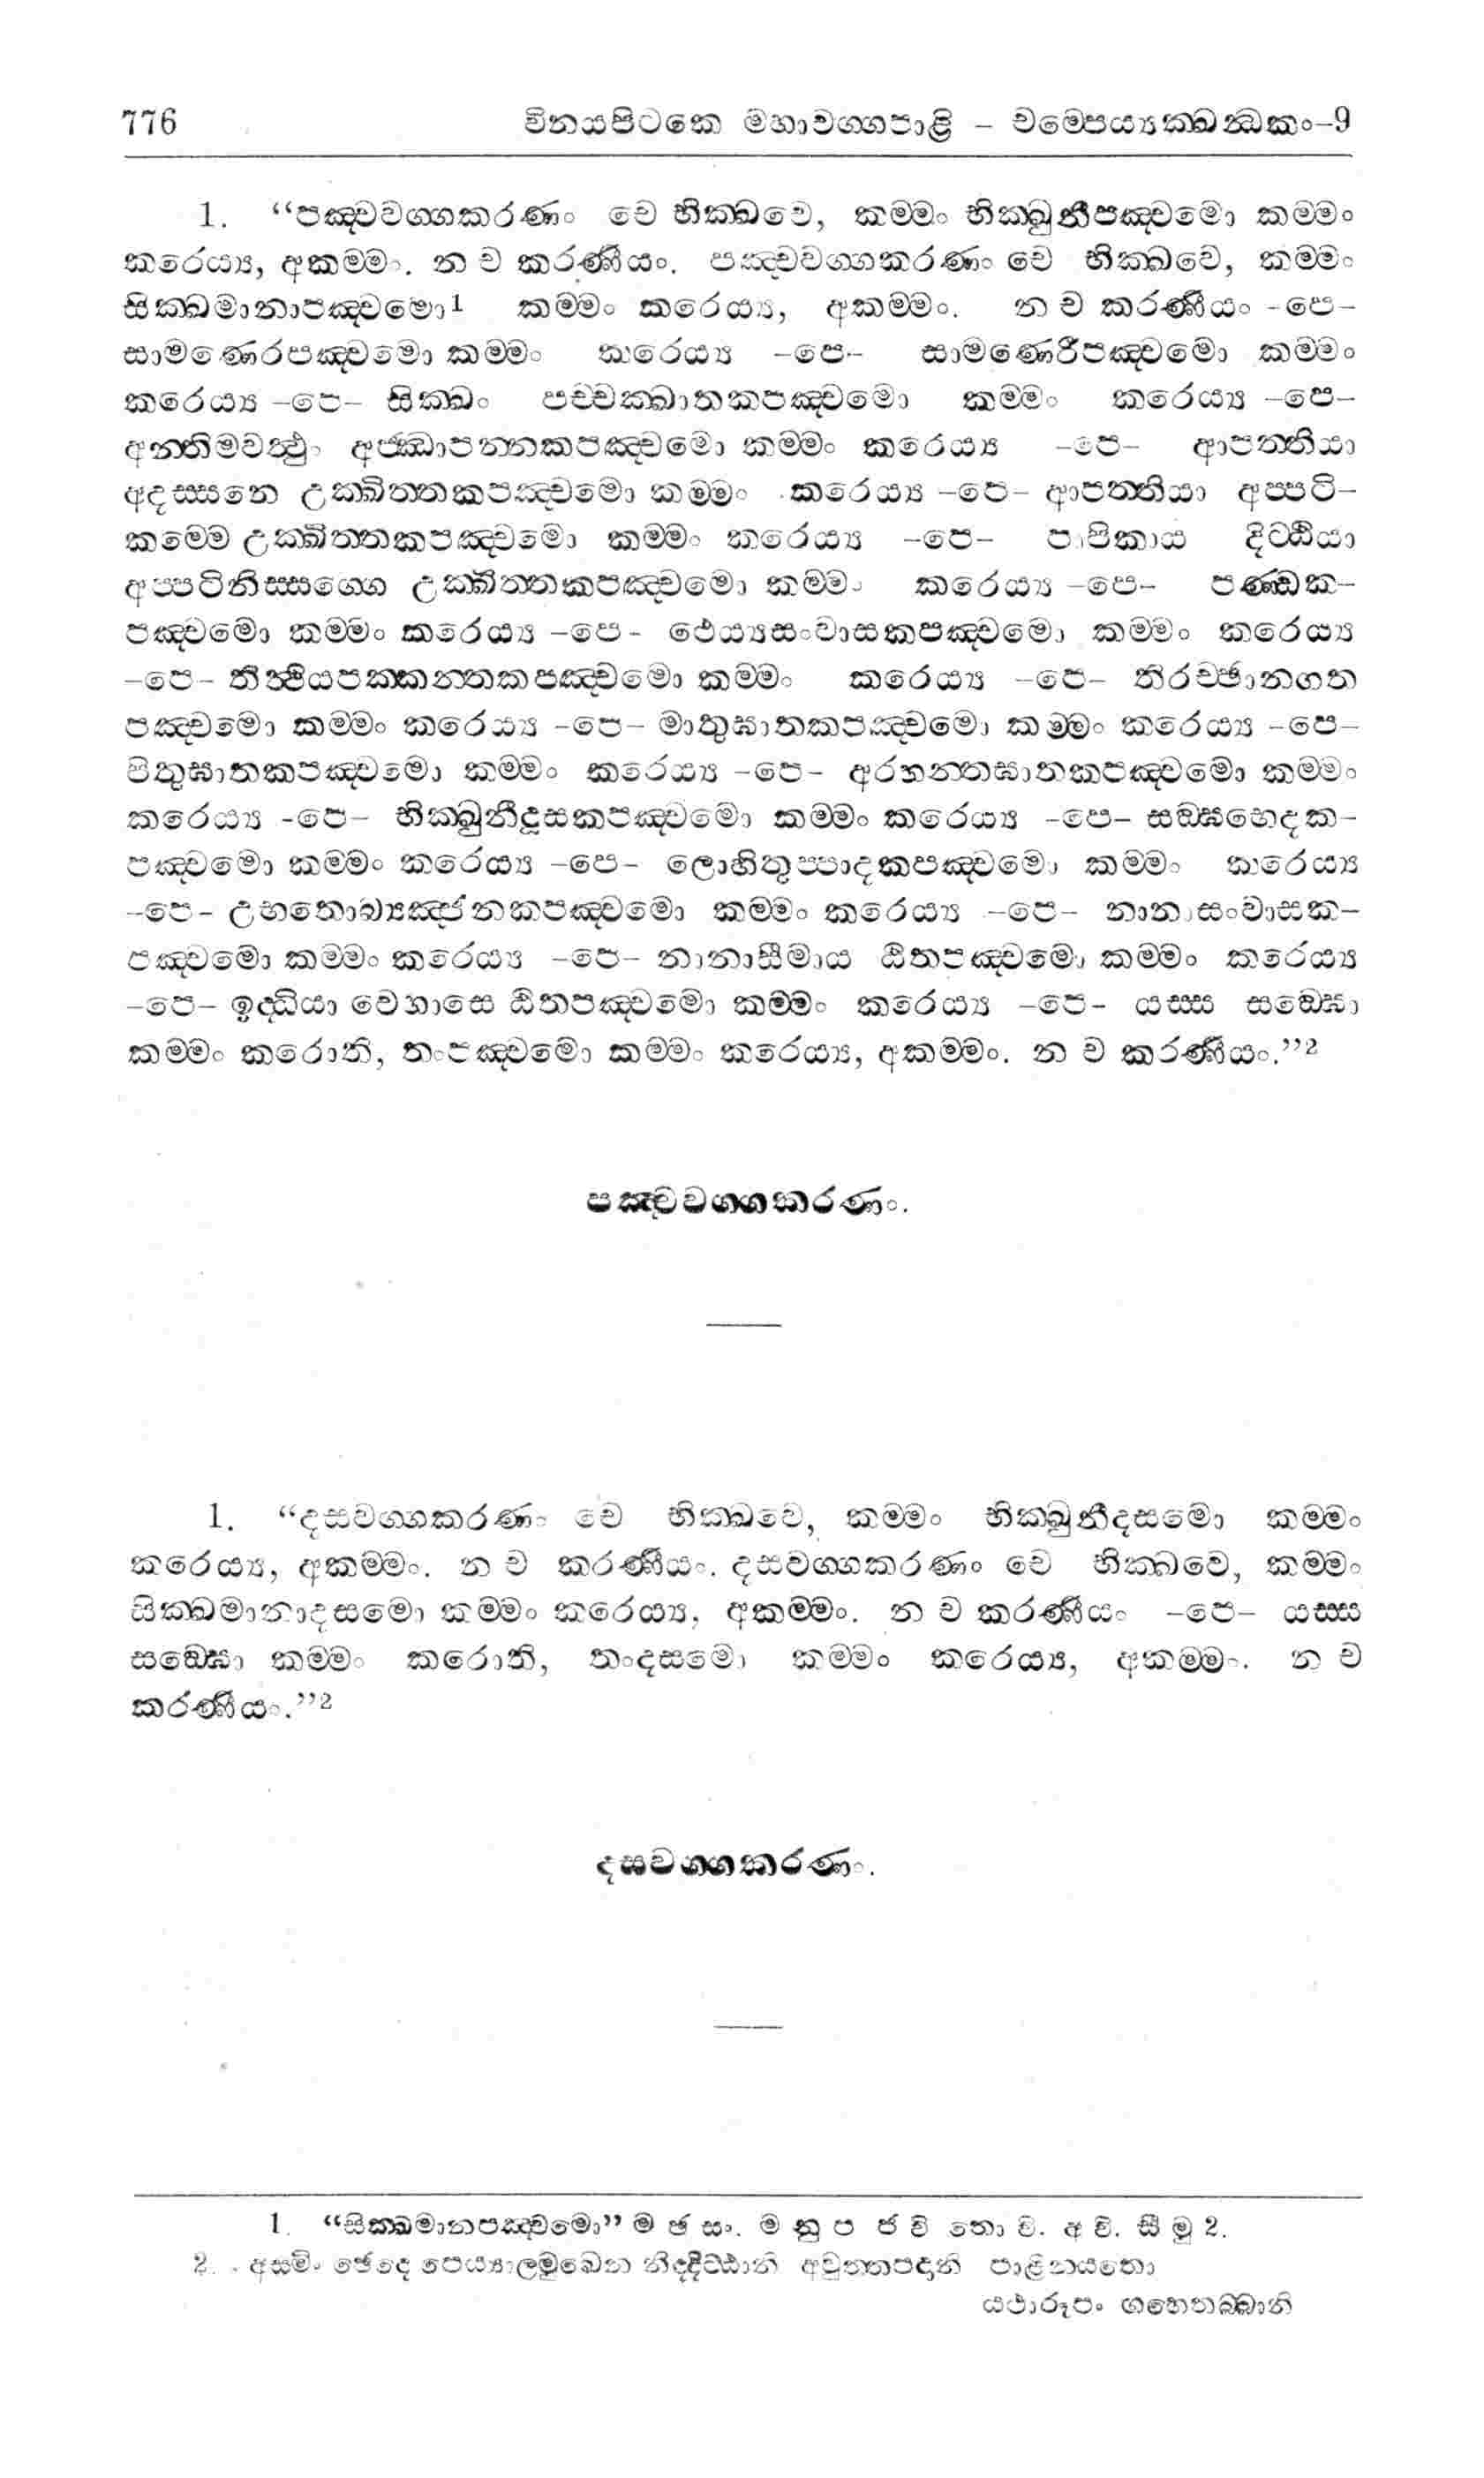 776 විනයපිටකෙ මහාවග්ගපාළි – චම්පෙය්‍යක්ඛන්ධකං–9
1. “පඤ්චවග්ගකරණං චෙ භික්ඛවෙ, කම්මං භික්ඛුනීපඤ්චමො කම්මං
කරෙය්‍ය, අකම්මං. න ච කරණීයං. පඤ්චවග්ගකරණං චෙ භික්ඛවෙ, කම්මං
සික්ඛමානාපඤ්චමො1 කම්මං කරෙය්‍ය, අකම්මං. න ච කරණීයං –පෙ–
සාමණෙරපඤ්චමො කම්මං කරෙය්‍ය –පෙ– සාමණෙරීපඤ්චමො කම්මං
කරෙය්‍ය –පෙ– සික්ඛං පච්චක්ඛාතකපඤ්චමො කම්මං කරෙය්‍ය –පෙ–
අන්තිමවත්ථුං අජ්ඣාපන්නකපඤ්චමො කම්මං කරෙය්‍ය –පෙ– ආපත්තියා
අදස්සනෙ උක්ඛිත්තකපඤ්චමො කම්මං කරෙය්‍ය –පෙ– ආපත්තියා අප්පටි–
කම්මෙ උක්ඛිත්තකපඤ්චමො කම්මං කරෙය්‍ය –පෙ– පාපිකාය දිට්ඨියා
අප්පටිනිස්සග්ගෙ උක්ඛිත්තකපඤ්චමො කම්මං කරෙය්‍ය –පෙ– පණ්ඩක–
පඤ්චමො කම්මං කරෙය්‍ය –පෙ– ථෙය්‍යසංවාසකපඤ්චමො කම්මං කරෙය්‍ය
–පෙ– තිත්ථියපක්කන්තකපඤ්චමො කම්මං කරෙය්‍ය –පෙ– තිරච්ඡානගත
පඤ්චමො කම්මං කරෙය්‍ය –පෙ– මාතුඝාතකපඤ්චමො කම්මං කරෙය්‍ය –පෙ–
පිතුඝාතකපඤ්චමො කම්මං කරෙය්‍ය –පෙ– අරහන්තඝාතකපඤ්චමො කම්මං
කරෙය්‍ය –පෙ– භික්ඛුනීදූසකපඤ්චමො කම්මං කරෙය්‍ය –පෙ– සඞ්ඝභෙදක–
පඤ්චමො කම්මං කරෙය්‍ය –පෙ– ලොහිතුප්පාදකපඤ්චමො කම්මං කරෙය්‍ය
–පෙ– උභතොබ්‍යඤ්ජනකපඤ්චමො කම්මං කරෙය්‍ය –පෙ– නානාසංවාසක–
පඤ්චමො කම්මං කරෙය්‍ය –පෙ– නානාසීමාය ඨිතපඤ්චමො කම්මං කරෙය්‍ය
–පෙ– ඉද්ධියා වෙහාසෙ ඨිතපඤ්චමො කම්මං කරෙය්‍ය –පෙ– යස්ස සඞ්ඝො
කම්මං කරොති, තංපඤ්චමො කම්මං කරෙය්‍ය, අකම්මං. න ච කරණීයං.”2
පඤ්චවග්ගකරණං.
1. “දසවග්ගකරණං චෙ භික්ඛවෙ, කම්මං භික්ඛුනීදසමො කම්මං
කරෙය්‍ය, අකම්මං. න ච කරණීයං. දසවග්ගකරණං චෙ භික්ඛවෙ, කම්මං
සික්ඛමානාදසමො කම්මං කරෙය්‍ය, අකම්මං. න ච කරණීයං –පෙ– යස්ස
සඞ්ඝො කම්මං කරොති, තංදසමො කම්මං කරෙය්‍ය, අකම්මං. න ච
කරණීයං.”2
දසවග්ගකරණං.
1. “සික්ඛමානපඤ්චමො” ම ඡ සං. ම නු ප ජ වි තො වි. අ වි. සී මු 2.
2. අස්මිං ඡෙදෙ පෙය්‍යාලමුඛෙන නිද්දිට්ඨානි අවුත්තපදානි පාළිනයතො
යථාරූපං ගහෙතබ්බානි